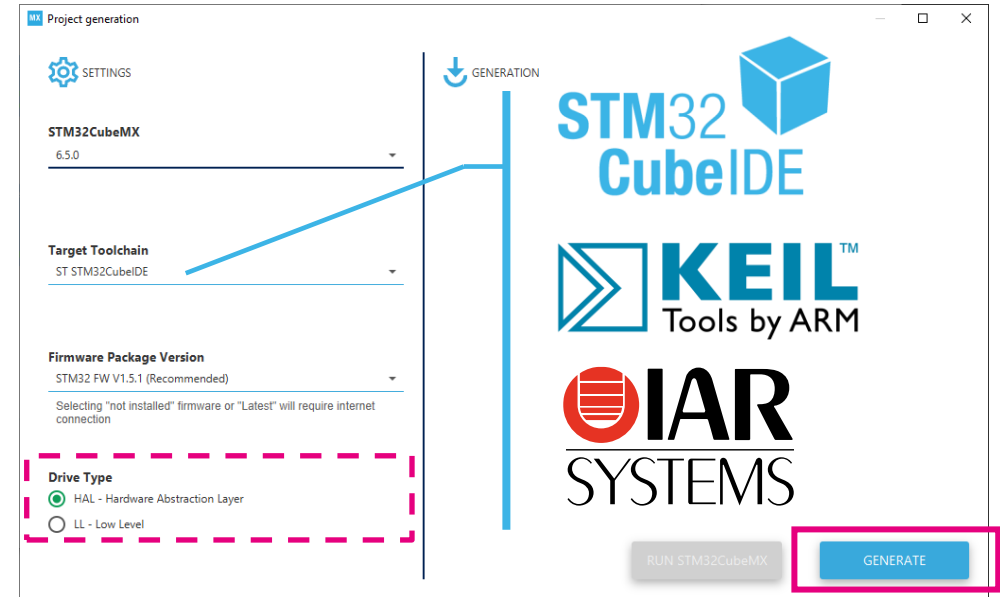 MX Project generation
SETTINGS
STM32CubeMX
6.5.0
Target Toolchain
ST STM32CubeIDE
Firmware Package Version
STM32 FW V1.5.1 (Recommended)
Selecting "not installed" firmware or "Latest" will require internet
connection
Drive Type
HAL - Hardware Abstraction Layer
LL - Low Level
GENERATION
STM32
CubeIDE
KEIL™
Tools by ARM
IAR
SYSTEMS
RUN STM32CubeMX
GENERATE